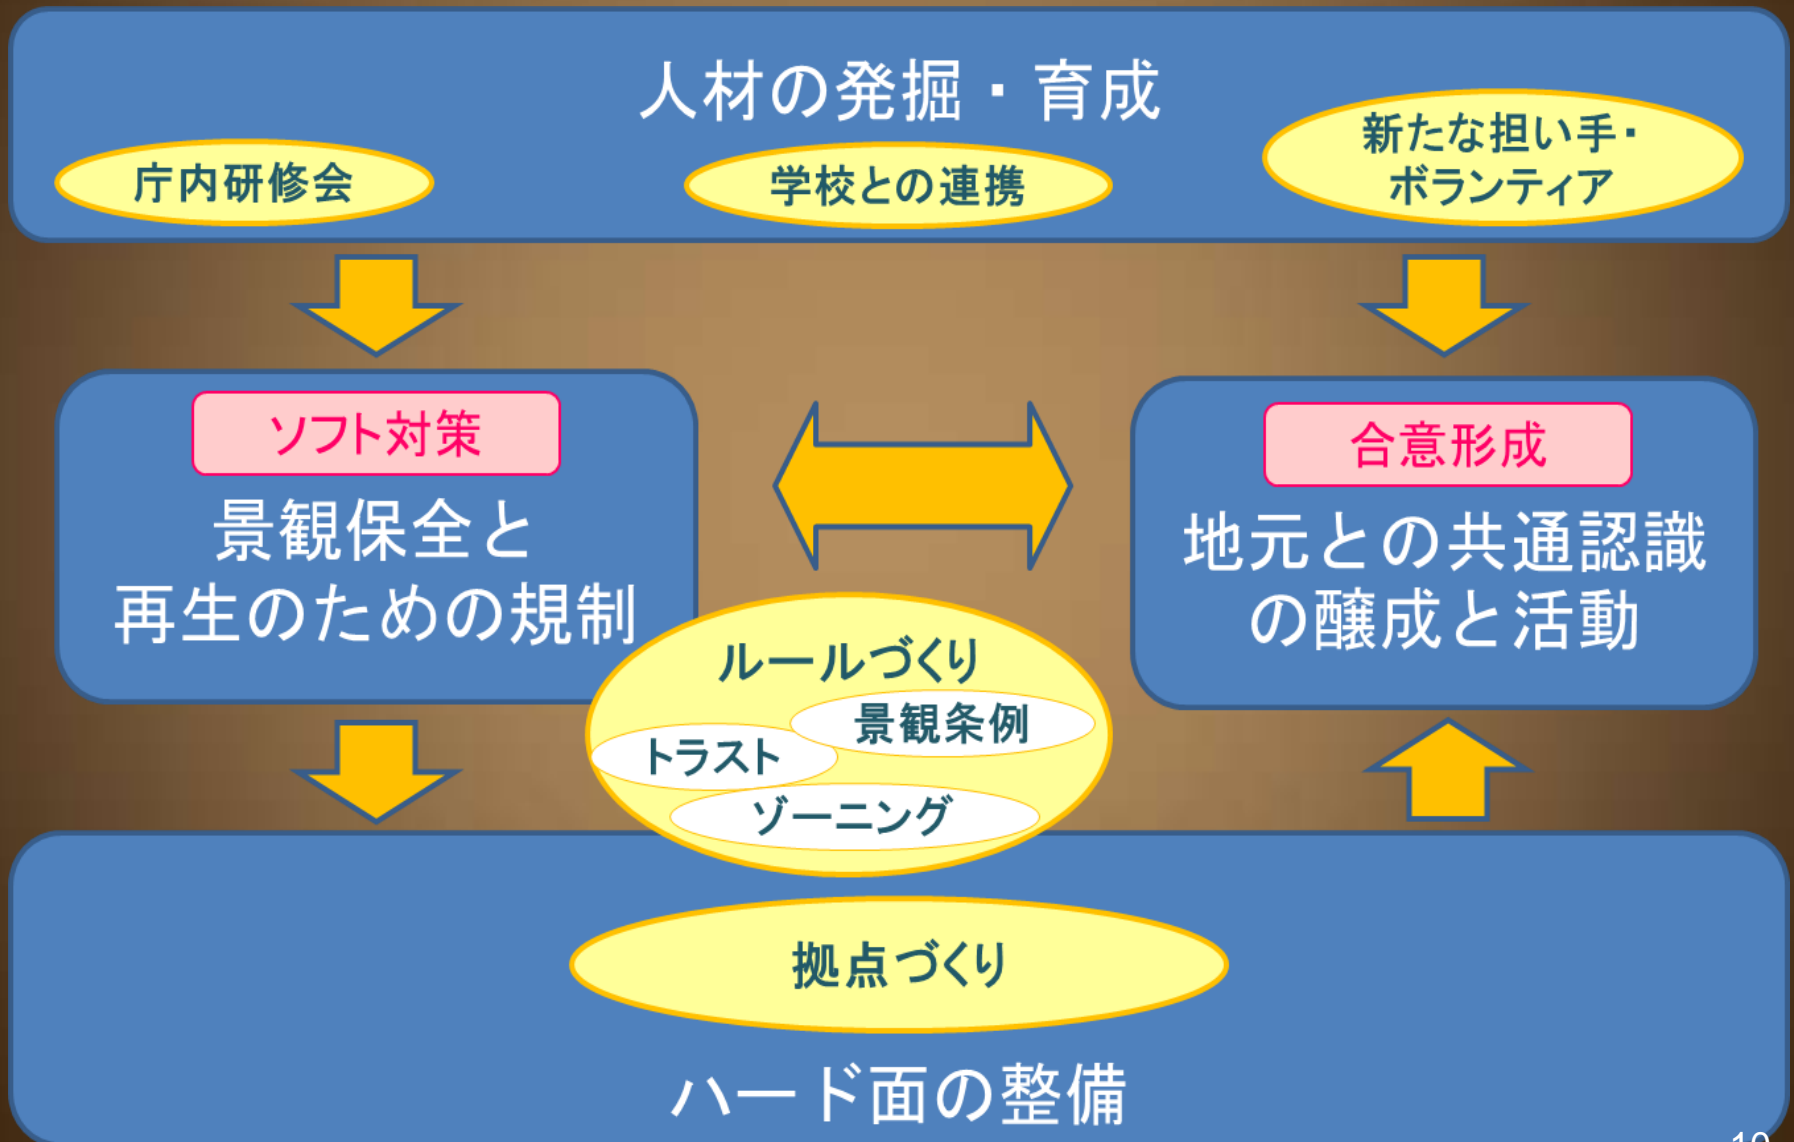 人材の発掘・育成
庁内研修会
学校との連携
新たな担い手・
ボランティア
ソフト対策
景観保全と
再生のための規制
合意形成
地元との共通認識
の醸成と活動
ルールづくり
景観条例
トラスト
ゾーニング
拠点づくり
ハード面の整備